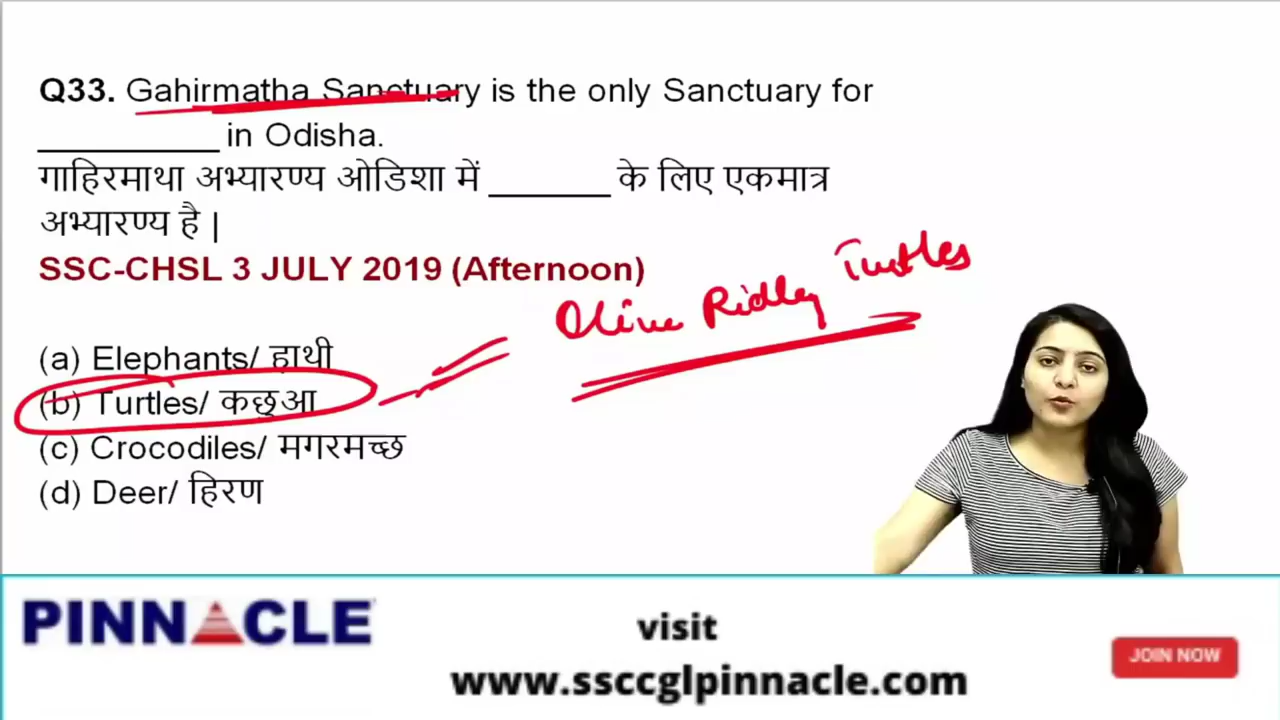 Q33. Gahirmatha Sanctuary is the only Sanctuary for
__________ in Odisha.
गाहिरमाथा अभ्यारण्य ओडिशा में _______ के लिए एकमात्र
अभ्यारण्य है |
SSC-CHSL 3 JULY 2019 (Afternoon)
Olive Ridley Turtles
(a) Elephants/ हाथी
(b) Turtles/ कछुआ
(c) Crocodiles/ मगरमच्छ
(d) Deer/ हिरण
PINNACLE
visit
www.ssccglpinnacle.com
JOIN NOW